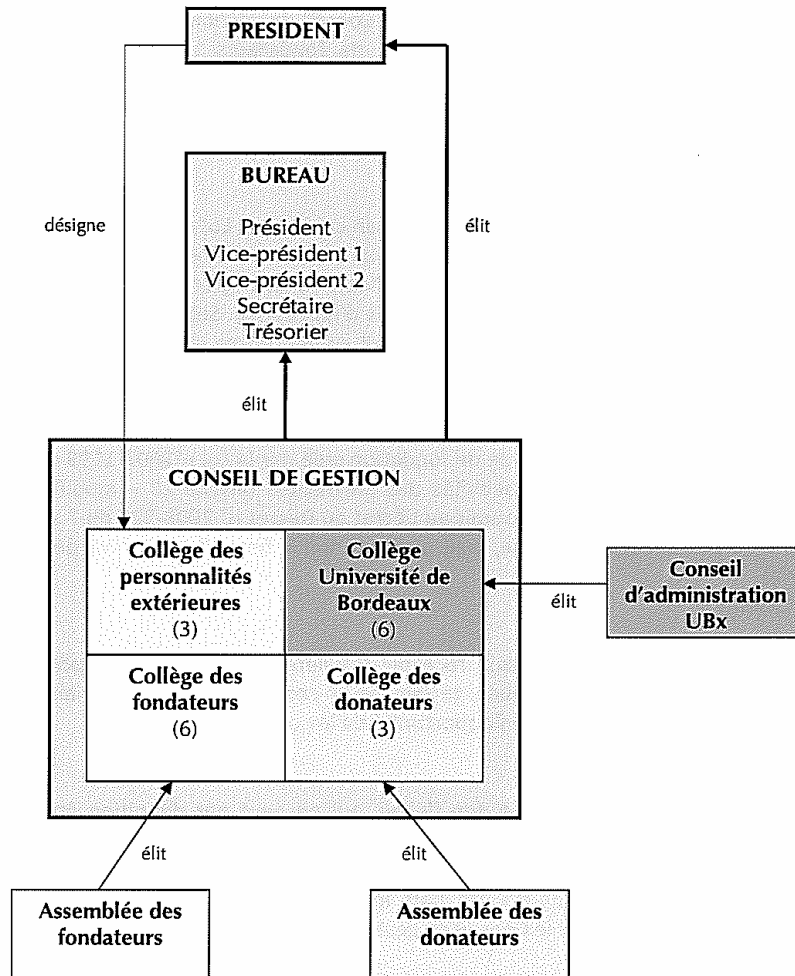 PRESIDENT
BUREAU
Président
Vice-président 1
Vice-président 2
Secrétaire
Trésorier
désigne
élit
élit
CONSEIL DE GESTION
Collège des
personnalités
extérieures
(3)
Collège
Université de
Bordeaux
(6)
élit
Conseil
d'administration
UBx
Collège des
fondateurs
(6)
Collège des
donateurs
(3)
élit
élit
Assemblée des
fondateurs
Assemblée des
donateurs